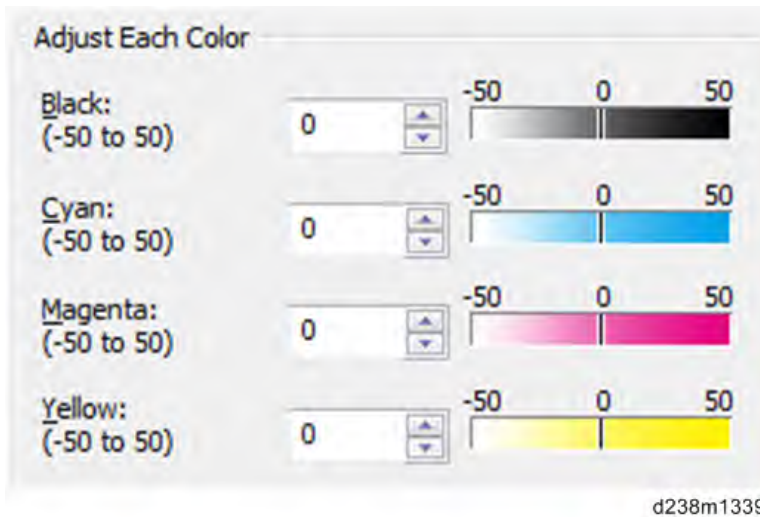 Adjust Each Color
Black:
(-50 to 50)
0
-50 0 50
Cyan:
(-50 to 50)
0
-50 0 50
Magenta:
(-50 to 50)
0
-50 0 50
Yellow:
(-50 to 50)
0
-50 0 50
d238m1339